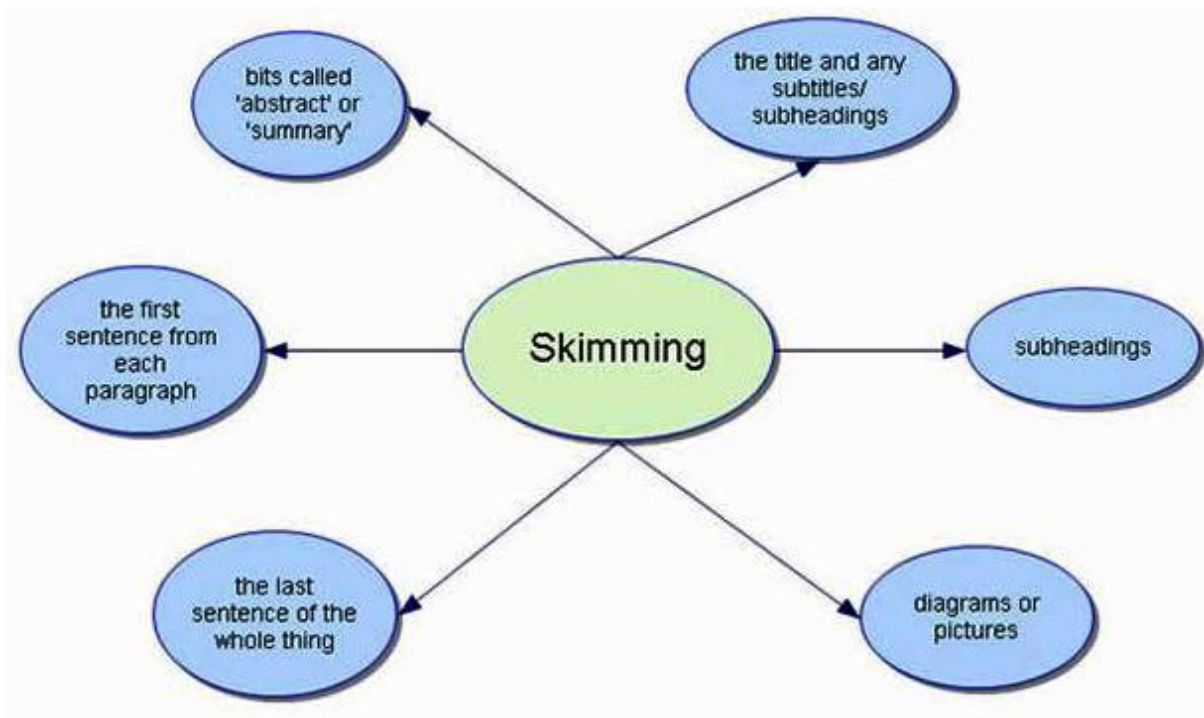 bits called
'abstract' or
'summary'
the title and any
subtitles/
subheadings
the first
sentence from
each
paragraph
Skimming
subheadings
the last
sentence of the
whole thing
diagrams or
pictures